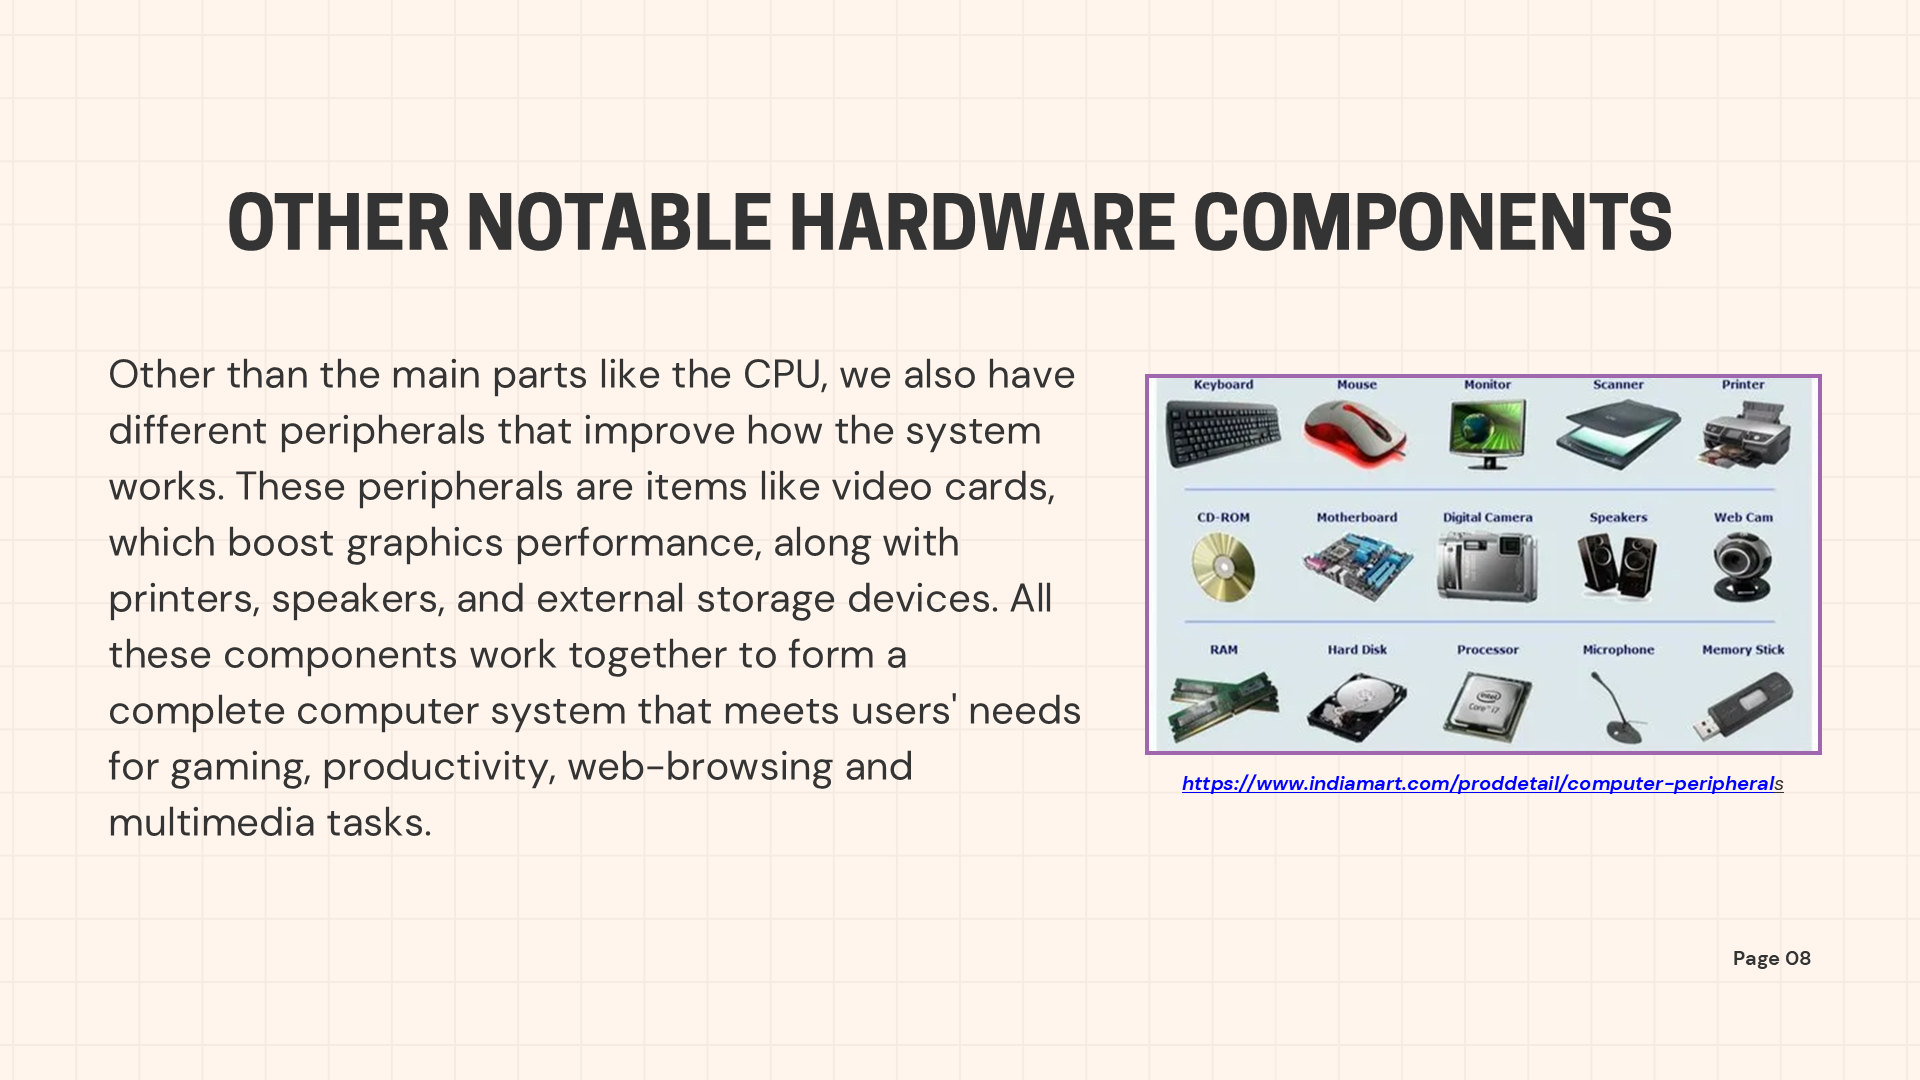 OTHER NOTABLE HARDWARE COMPONENTS
Other than the main parts like the CPU, we also have
different peripherals that improve how the system
works. These peripherals are items like video cards,
which boost graphics performance, along with
printers, speakers, and external storage devices. All
these components work together to form a
complete computer system that meets users' needs
for gaming, productivity, web-browsing and
multimedia tasks.
Keyboard Mouse Monitor Scanner Printer
CD-ROM Motherboard Digital Camera Speakers Web Cam
RAM Hard Disk Processor Microphone Memory Stick
intel
Core i7
https://www.indiamart.com/proddetail/computer-peripherals
Page 08